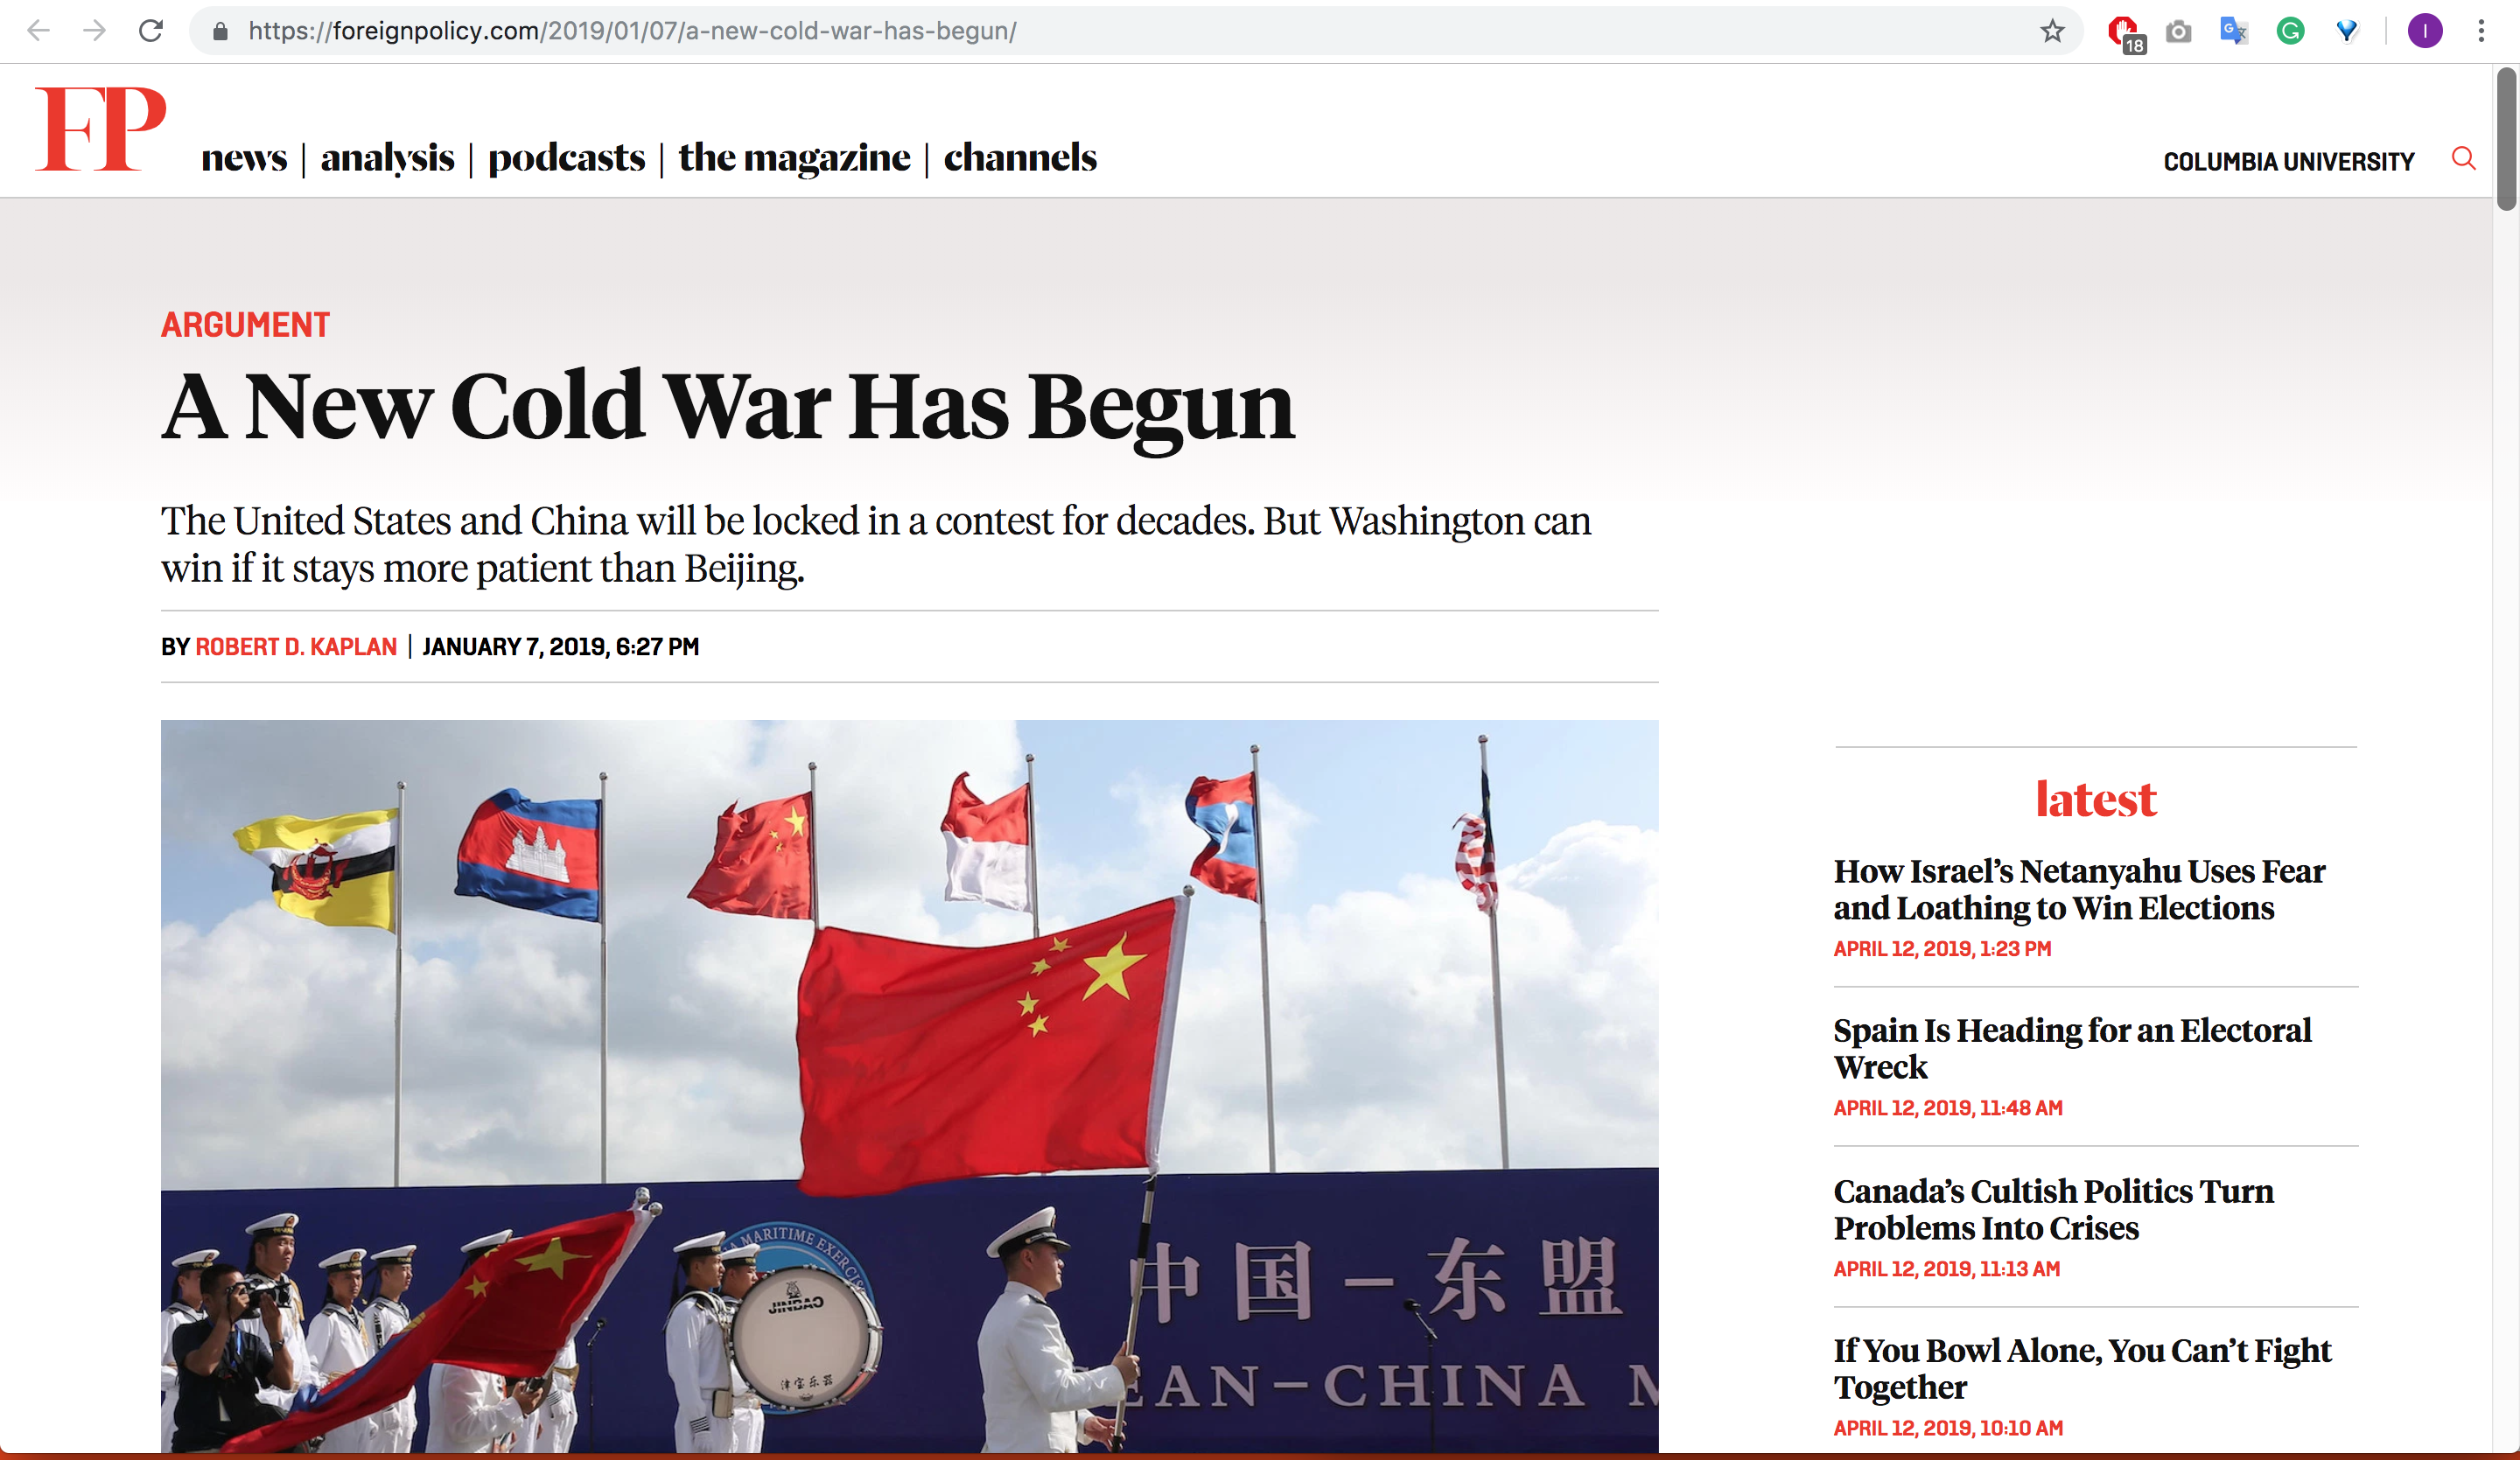 https://foreignpolicy.com/2019/01/07/a-new-cold-war-has-begun/
18
I
FP
news | analysis | podcasts | the magazine | channels
COLUMBIA UNIVERSITY
ARGUMENT
A New Cold War Has Begun
The United States and China will be locked in a contest for decades. But Washington can
win if it stays more patient than Beijing.
BY ROBERT D. KAPLAN | JANUARY 7, 2019, 6:27 PM
MARITIME EXERCIS
JINBAO
津宝乐器
中国-东盟
EAN-CHINA M
latest
How Israel’s Netanyahu Uses Fear
and Loathing to Win Elections
APRIL 12, 2019, 1:23 PM
Spain Is Heading for an Electoral
Wreck
APRIL 12, 2019, 11:48 AM
Canada’s Cultish Politics Turn
Problems Into Crises
APRIL 12, 2019, 11:13 AM
If You Bowl Alone, You Can’t Fight
Together
APRIL 12, 2019, 10:10 AM